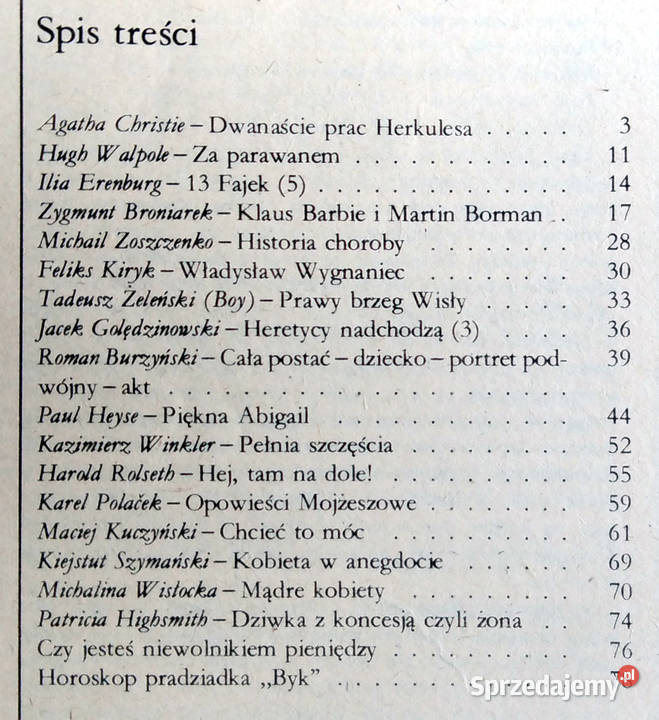 Spis treści
Agatha Christie – Dwanaście prac Herkulesa . . . . . 3
Hugh Walpole – Za parawanem . . . . . . . . . . . 11
Ilia Erenburg – 13 Fajek (5) . . . . . . . . . . . . . 14
Zygmunt Broniarek – Klaus Barbie i Martin Borman . . 17
Michaił Zoszczenko – Historia choroby . . . . . . . . 28
Feliks Kiryk – Władysław Wygnaniec . . . . . . . . 30
Tadeusz Żeleński (Boy) – Prawy brzeg Wisły . . . . . 33
Jacek Golędzinowski – Heretycy nadchodzą (3) . . . . 36
Roman Burzyński – Cała postać – dziecko – portret pod- 39
wójny – akt . . . . . . . . . . . . . . . . . . .
Paul Heyse – Piękna Abigail . . . . . . . . . . . . 44
Kazimierz Winkler – Pełnia szczęścia . . . . . . . . . 52
Harold Rolseth – Hej, tam na dole! . . . . . . . . . . 55
Karel Polaček – Opowieści Mojżeszowe . . . . . . . . 59
Maciej Kuczyński – Chcieć to móc . . . . . . . . . 61
Kiejstut Szymański – Kobieta w anegdocie . . . . . . 69
Michalina Wisłocka – Mądre kobiety . . . . . . . . 70
Patricia Highsmith – Dziwka z koncesją czyli żona . . 74
Czy jesteś niewolnikiem pieniędzy . . . . . . . . . . 76
Horoskop pradziadka „Byk” . . . . . . . . . . .
Sprzedajemy.pl